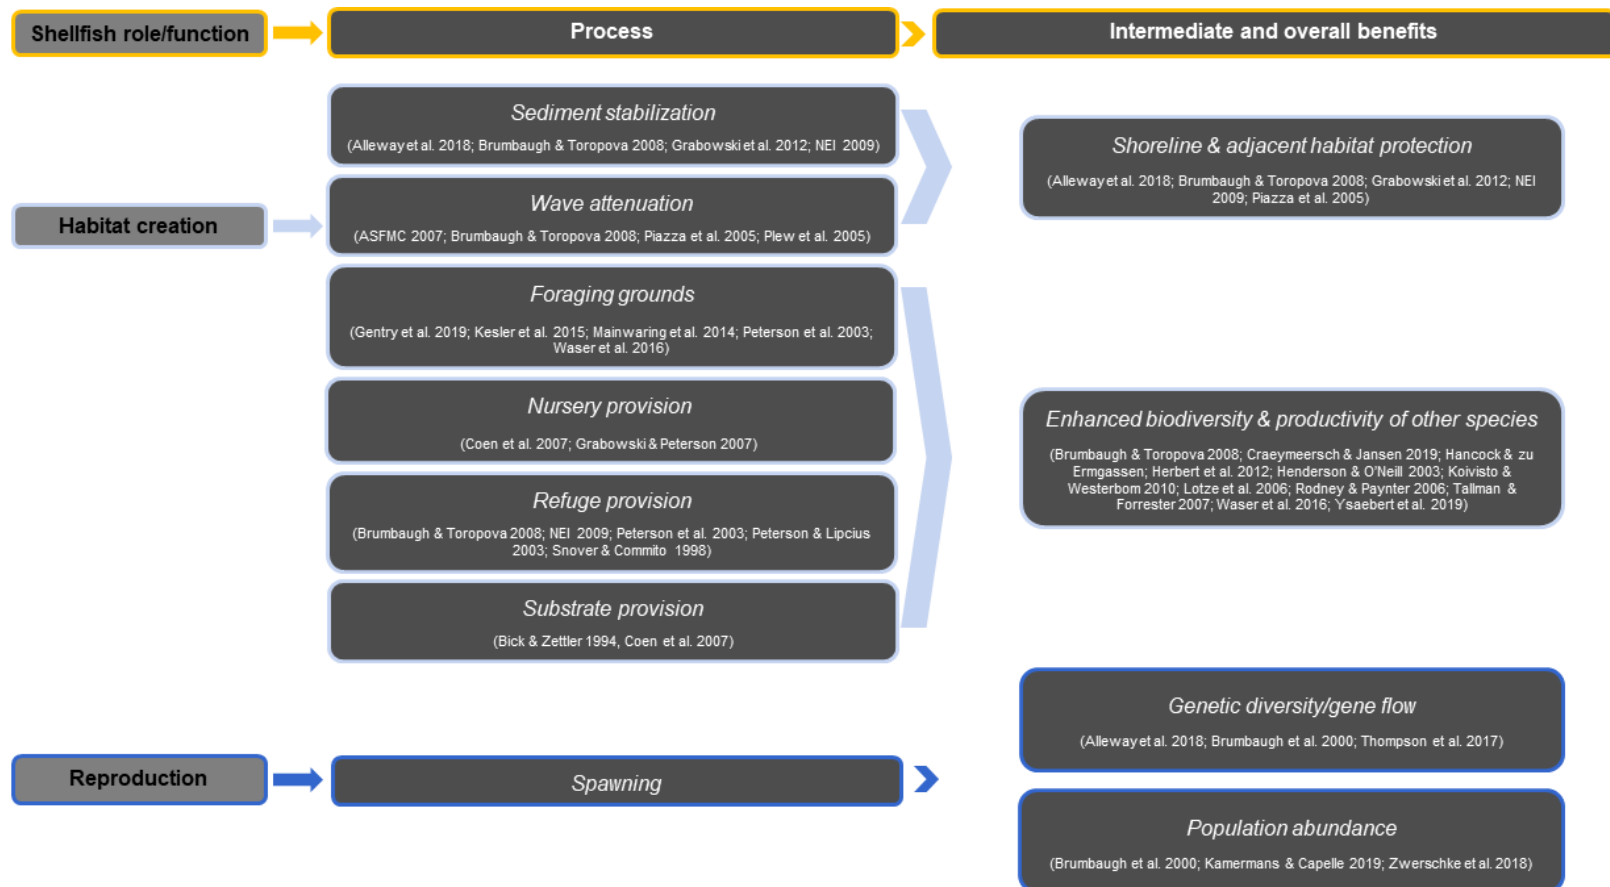 Shellfish role/function
Process
Intermediate and overall benefits
Habitat creation
Sediment stabilization
(Alleway et al. 2018; Brumbaugh & Toropova 2008; Grabowski et al. 2012; NEI 2009)
Wave attenuation
(ASFMC 2007; Brumbaugh & Toropova 2008; Piazza et al. 2005; Plew et al. 2005)
Shoreline & adjacent habitat protection
(Alleway et al. 2018; Brumbaugh & Toropova 2008; Grabowski et al. 2012; NEI
2009; Piazza et al. 2005)
Foraging grounds
(Gentry et al. 2019; Kesler et al. 2015; Mainwaring et al. 2014; Peterson et al. 2003;
Waser et al. 2016)
Nursery provision
(Coen et al. 2007; Grabowski & Peterson 2007)
Refuge provision
(Brumbaugh & Toropova 2008; NEI 2009; Peterson et al. 2003; Peterson & Lipcius
2003; Snover & Commito 1998)
Substrate provision
(Bick & Zettler 1994, Coen et al. 2007)
Enhanced biodiversity & productivity of other species
(Brumbaugh & Toropova 2008; Craeymeersch & Jansen 2019; Hancock & zu
Ermgassen; Herbert et al. 2012; Henderson & O'Neill 2003; Koivisto &
Westerbom 2010; Lotze et al. 2006; Rodney & Paynter 2006; Tallman &
Forrester 2007; Waser et al. 2016; Ysaebert et al. 2019)
Reproduction
Spawning
Genetic diversity/gene flow
(Alleway et al. 2018; Brumbaugh et al. 2000; Thompson et al. 2017)
Population abundance
(Brumbaugh et al. 2000; Kamermans & Capelle 2019; Zwerschke et al. 2018)